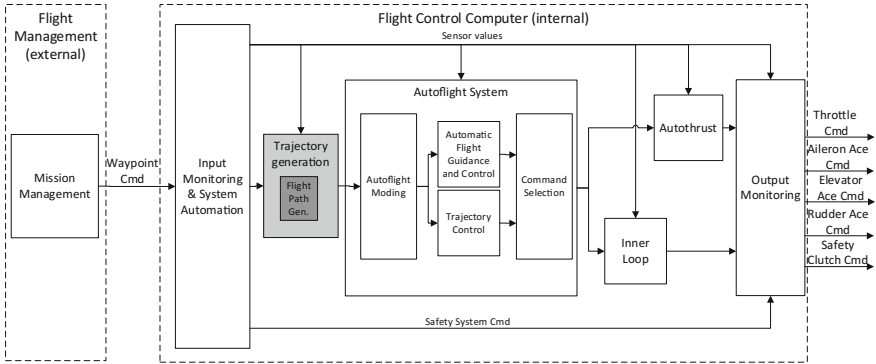 Flight
Management
(external)
Flight Control Computer (internal)
Sensor values
Mission
Management
Waypoint
Cmd
Input
Monitoring
& System
Automation
Trajectory
generation
Flight
Path
Gen.
Autoflight System
Autoflight
Moding
Automatic
Flight
Guidance
and Control
Trajectory
Control
Command
Selection
Autothrust
Inner
Loop
Output
Monitoring
Throttle
Cmd
Aileron Ace
Cmd
Elevator
Ace Cmd
Rudder Ace
Cmd
Safety
Clutch Cmd
Safety System Cmd